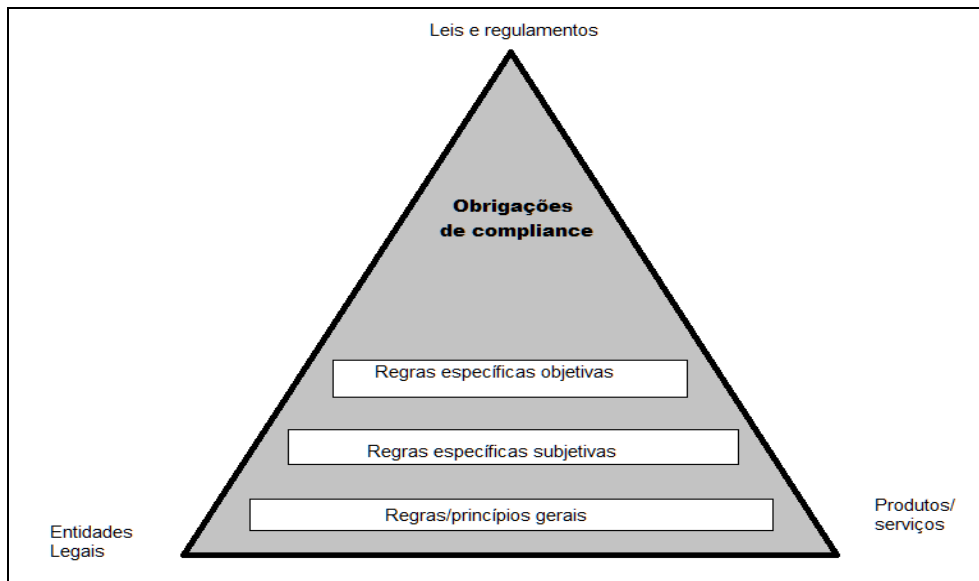 Leis e regulamentos
Obrigações
de compliance
Regras específicas objetivas
Regras específicas subjetivas
Regras/princípios gerais
Entidades
Legais
Produtos/
serviços